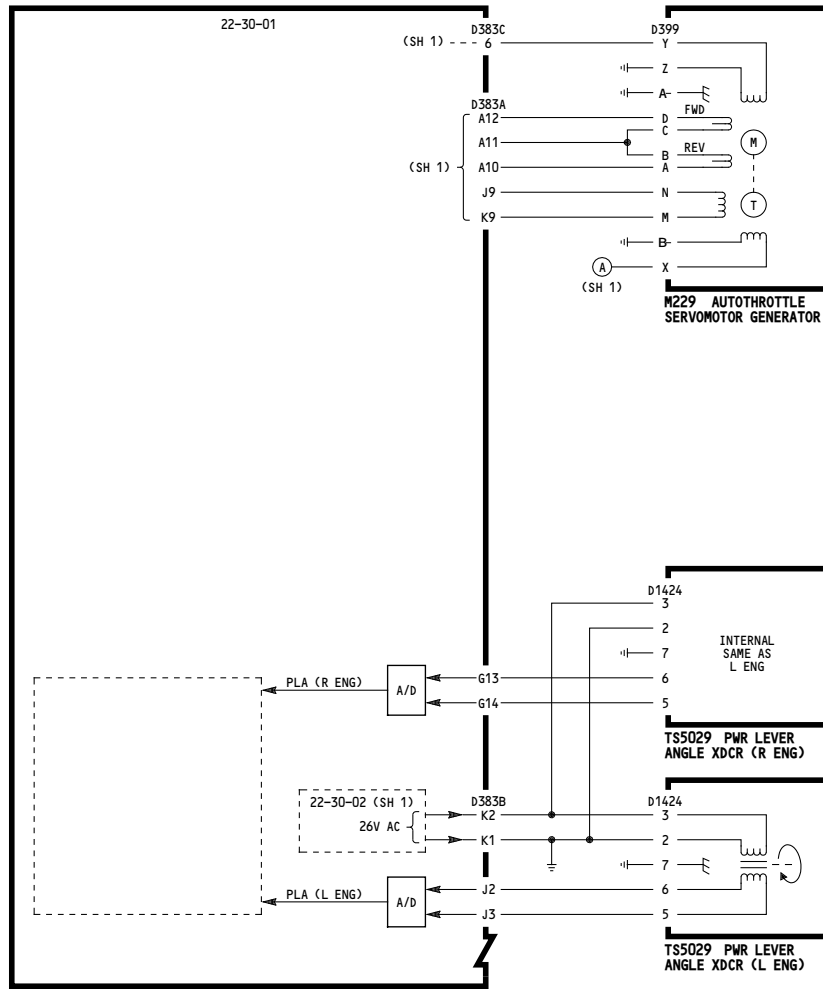 22-30-01
D383C
D399
(SH 1)
6
Y
Z
A-
D383A
A12
D
FWD
C
A11
B
REV
(SH 1)
A10
A
M
J9
N
K9
M
T
B-
A
X
(SH 1)
M229 AUTOTHROTTLE
SERVOMOTOR GENERATOR
D1424
3
2
INTERNAL
SAME AS
L ENG
7
PLA (R ENG)
A/D
G13
6
G14
5
TS5029 PWR LEVER
ANGLE XDCR (R ENG)
22-30-02 (SH 1)
D383B
D1424
26V AC
K2
3
K1
2
7
PLA (L ENG)
A/D
J2
6
J3
5
TS5029 PWR LEVER
ANGLE XDCR (L ENG)